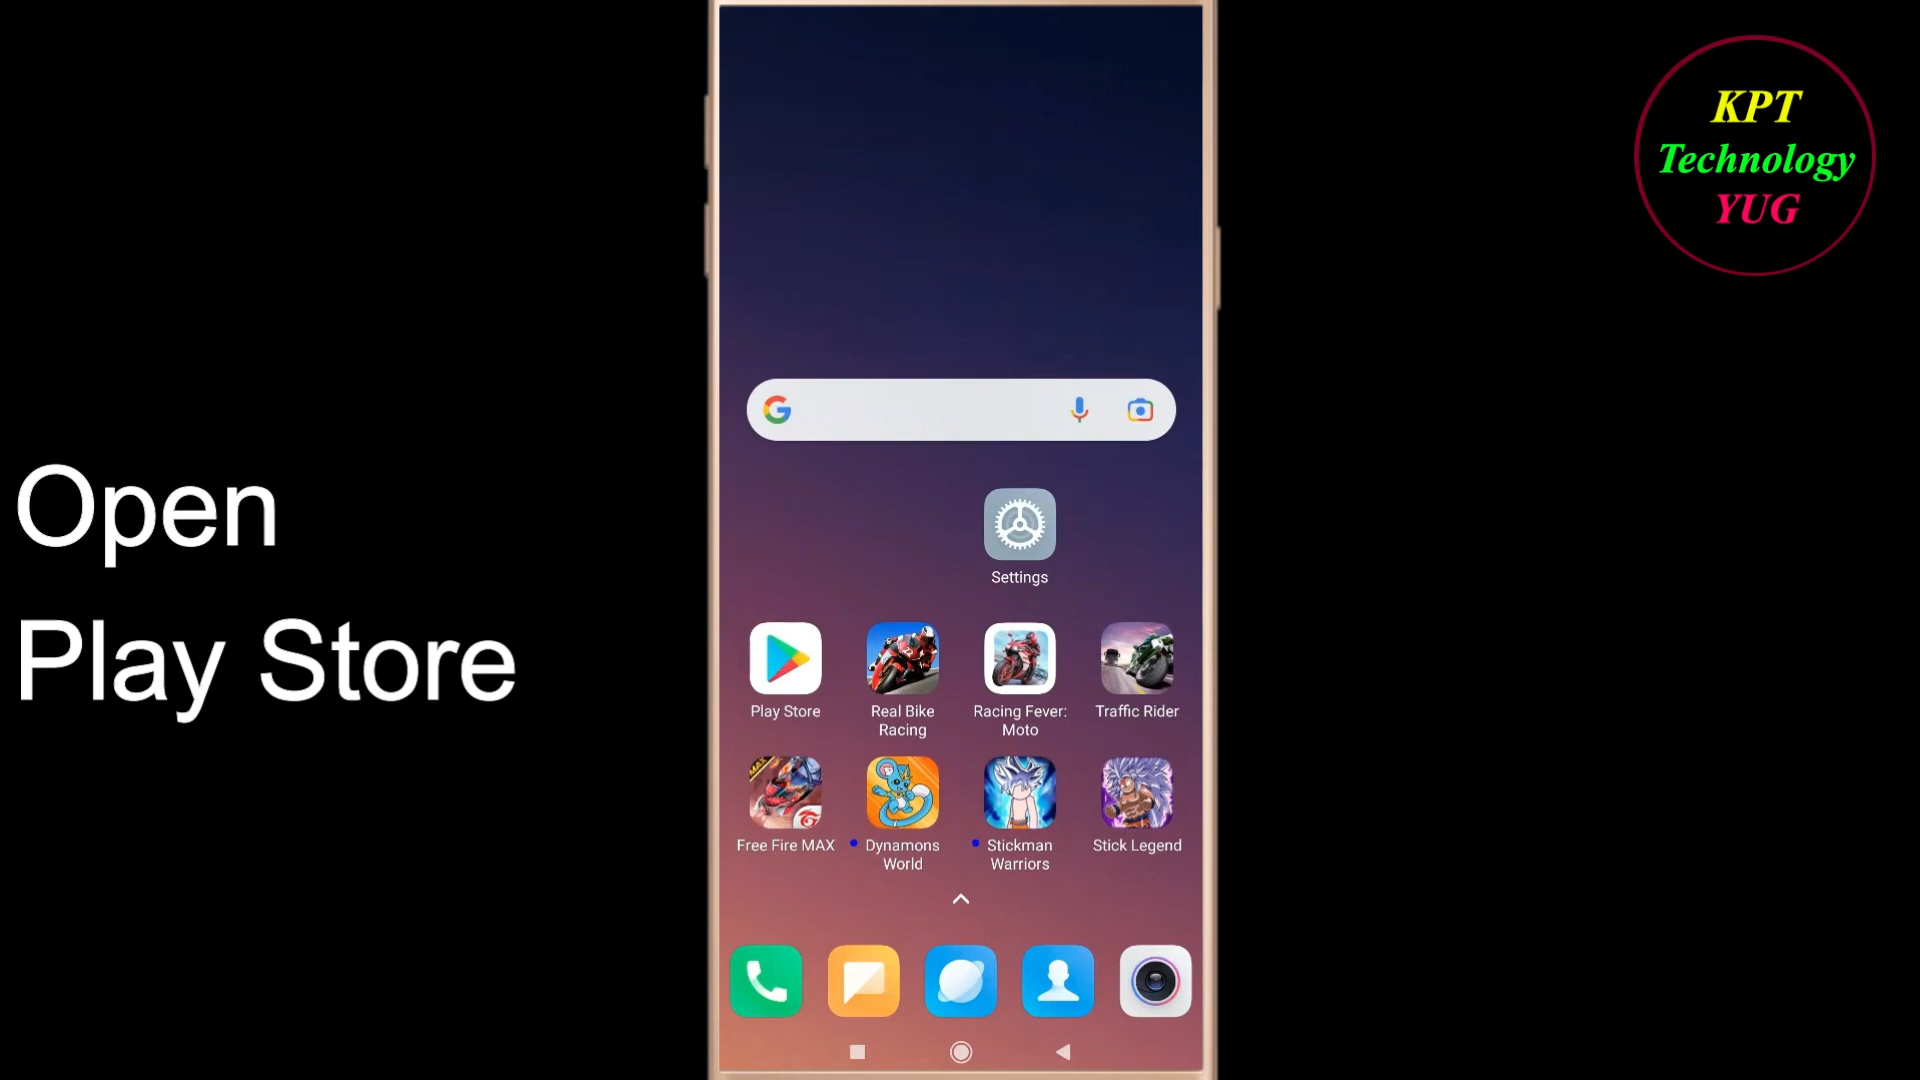 KPT
Technology
YUG
Open
Play Store
Settings
Play Store
Real Bike
Racing
Racing Fever:
Moto
Traffic Rider
Free Fire MAX
Dynamons
World
Stickman
Warriors
Stick Legend